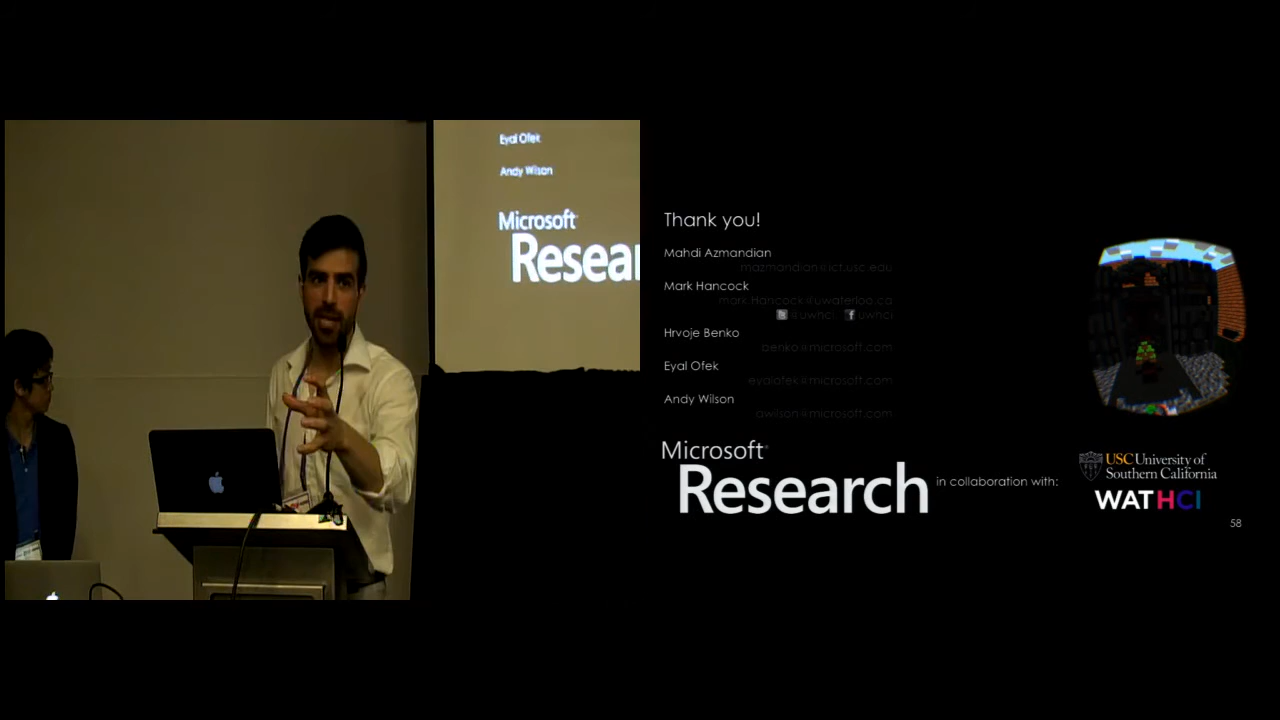 Eyal Ofek
Andy Wilson
Microsoft
Resear
Thank you!
Mahdi Azmandian
mazmandian@ict.usc.edu
Mark Hancock
mark.Hancock@uwaterloo.ca
@uwhci
uwhci
Hrvoje Benko
benko@microsoft.com
Eyal Ofek
eyalofek@microsoft.com
Andy Wilson
awilson@microsoft.com
Microsoft
Research
in collaboration with:
USC University of
Southern California
WATHCI
58